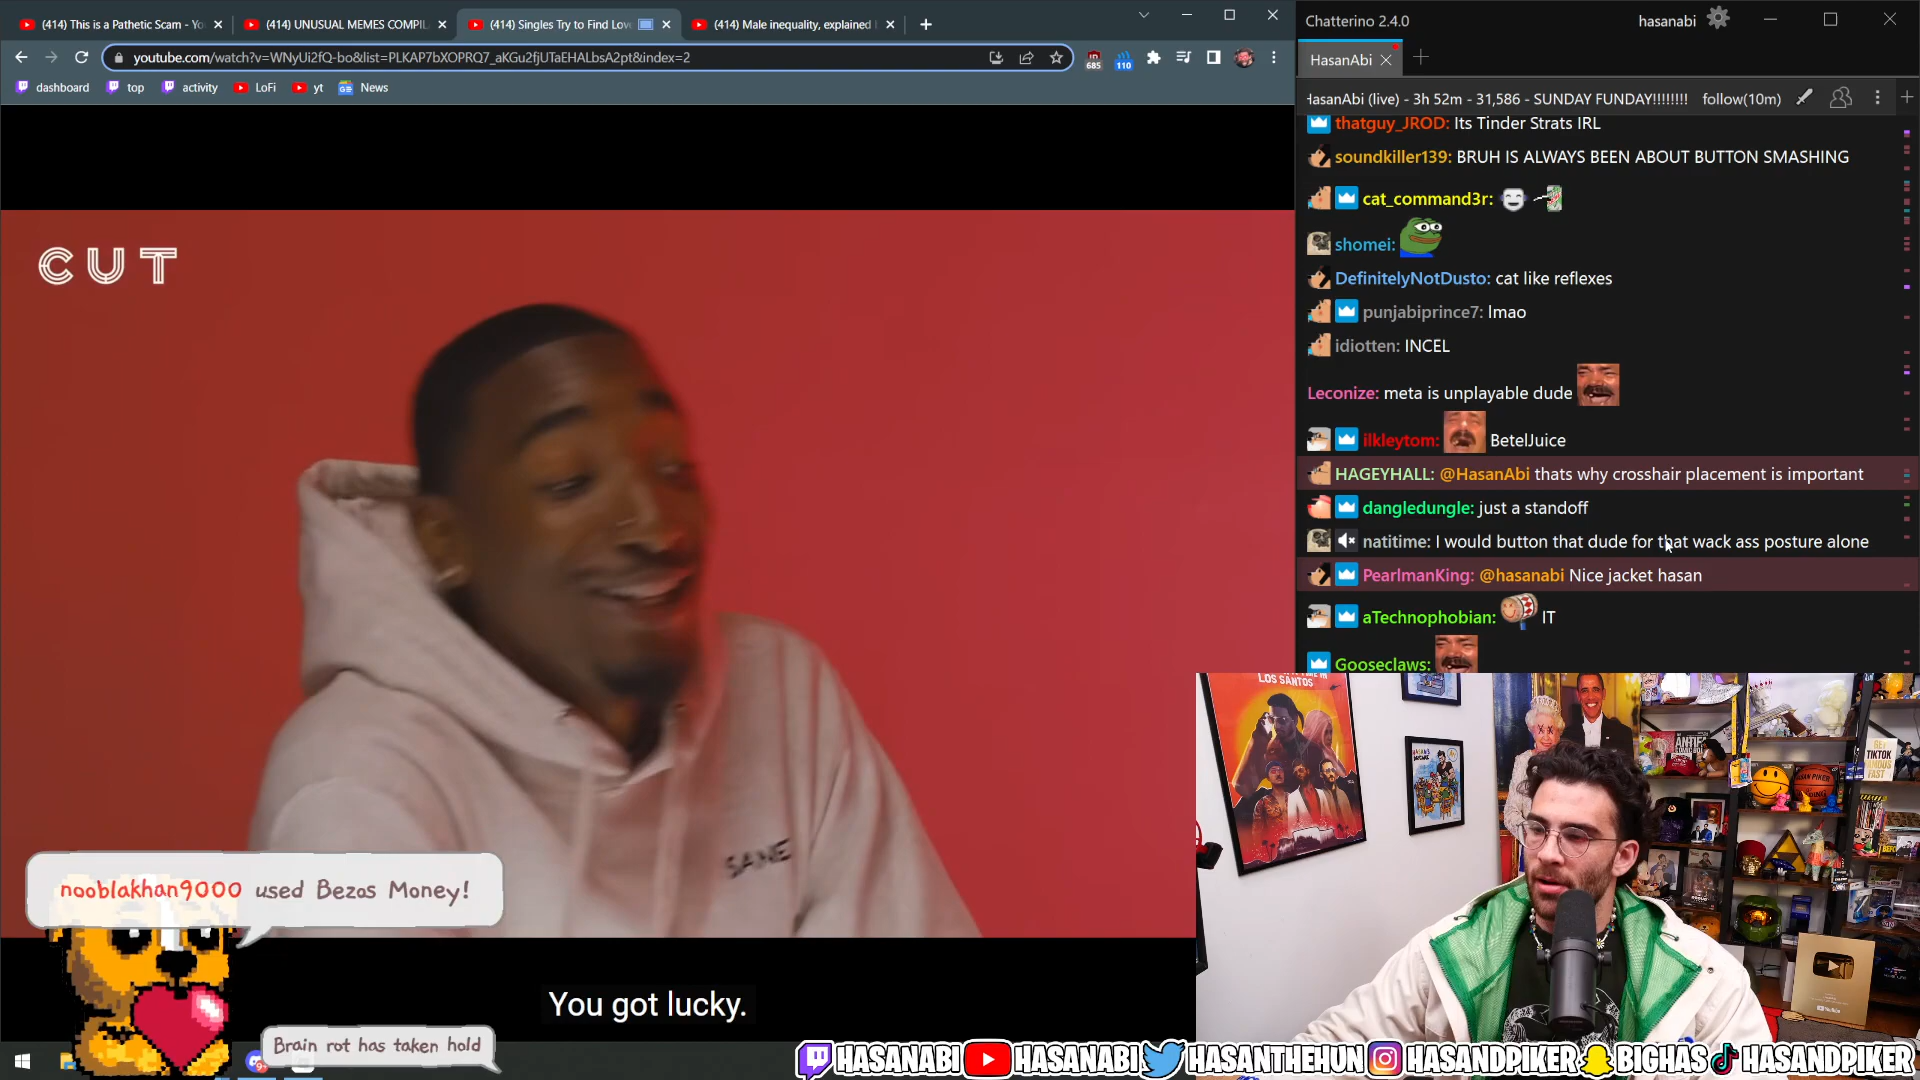 (414) This is a Pathetic Scam - Yo
(414) UNUSUAL MEMES COMPIL
(414) Singles Try to Find Lov
(414) Male inequality, explained
youtube.com/watch?v=WNyUi2fQ-bo&list=PLKAP7bXOPRQ7_aKGu2fjUTaEHALbsA2pt&index=2
685
110
dashboard
top
activity
LoFi
yt
News
CUT
SANE
nooblakhan9000 used Bezos Money!
Brain rot has taken hold
You got lucky.
Chatterino 2.4.0
hasanabi
HasanAbi
HasanAbi (live) - 3h 52m - 31,586 - SUNDAY FUNDAY!!!!!!!!
follow(10m)
thatguy_JROD: Its Tinder Strats IRL
soundkiller139: BRUH IS ALWAYS BEEN ABOUT BUTTON SMASHING
cat_command3r:
shomei:
DefinitelyNotDusto: cat like reflexes
punjabiprince7: lmao
idiotten: INCEL
Leconize: meta is unplayable dude
ilkleytom: BetelJuice
HAGEYHALL: @HasanAbi thats why crosshair placement is important
dangledungle: just a standoff
natitime: I would button that dude for that wack ass posture alone
PearlmanKing: @hasanabi Nice jacket hasan
aTechnophobian: IT
Gooseclaws:
LOS SANTOS
HASAN PIKER
TIKTOK
FAMOUS
FAST
HASANABI
HASANABI
HASANTHEHUN
HASANDPIKER
BIGHAS
HASANDPIKER